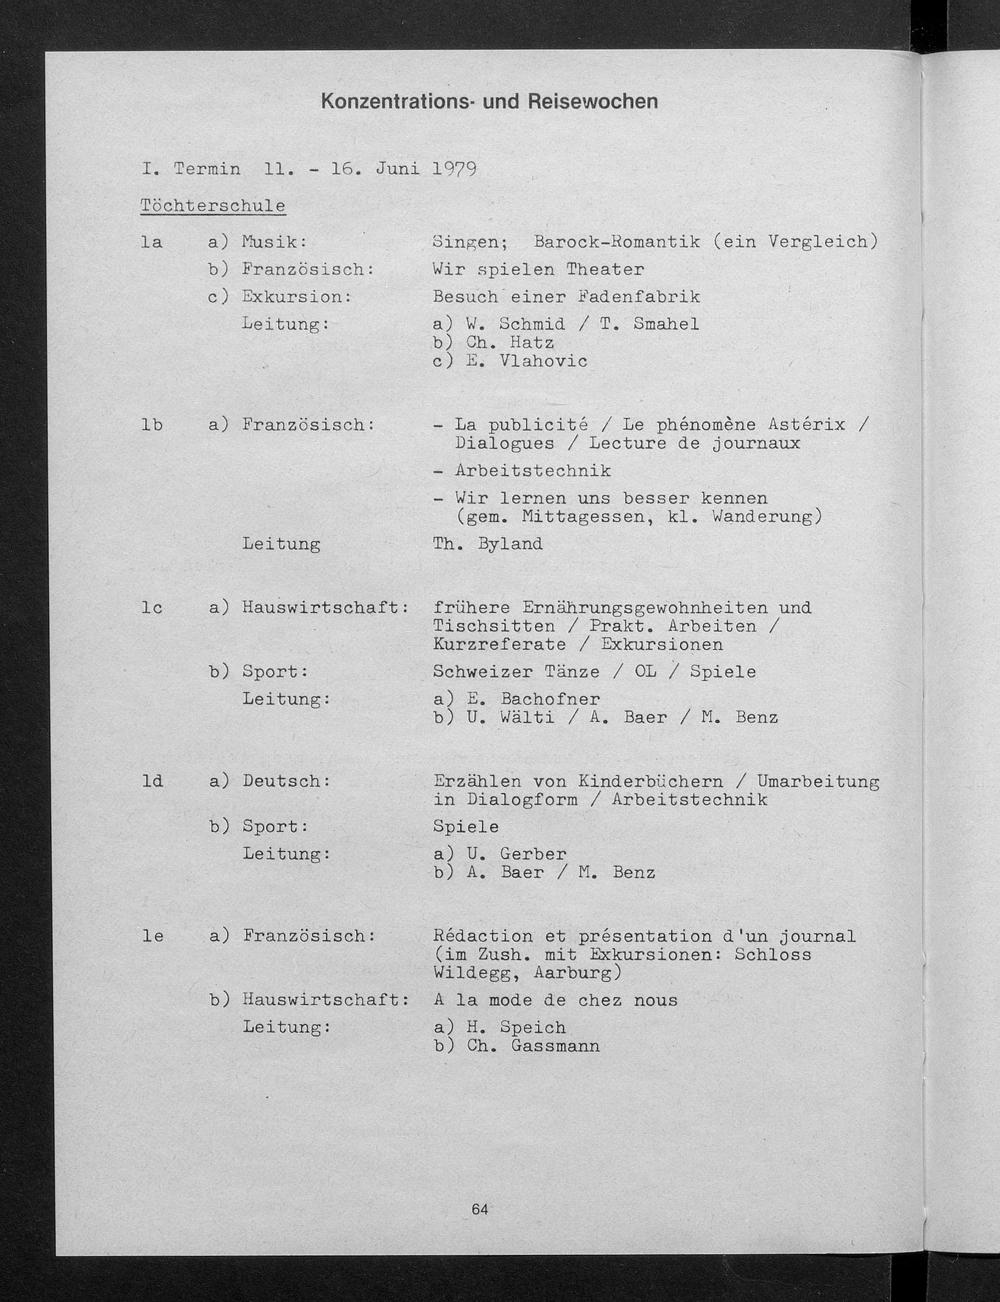 Konzentrations- und Reisewochen
I. Termin 11. - 16. Juni 1979
Töchterschule
1a a) Musik: Singen; Barock-Romantik (ein Vergleich)
b) Französisch: Wir spielen Theater
c) Exkursion: Besuch einer Fadenfabrik
Leitung: a) W. Schmid / T. Smahel
b) Ch. Hatz
c) E. Vlahovic
1b a) Französisch: - La publicité / Le phénomène Astérix /
Dialogues / Lecture de journaux
- Arbeitstechnik
- Wir lernen uns besser kennen
(gem. Mittagessen, kl. Wanderung)
Leitung Th. Byland
1c a) Hauswirtschaft: frühere Ernährungsgewohnheiten und
Tischsitten / Prakt. Arbeiten /
Kurzreferate / Exkursionen
b) Sport: Schweizer Tänze / OL / Spiele
Leitung: a) E. Bachofner
b) U. Wälti / A. Baer / M. Benz
1d a) Deutsch: Erzählen von Kinderbüchern / Umarbeitung
in Dialogform / Arbeitstechnik
b) Sport: Spiele
Leitung: a) U. Gerber
b) A. Baer / M. Benz
1e a) Französisch: Rédaction et présentation d'un journal
(im Zush. mit Exkursionen: Schloss
Wildegg, Aarburg)
b) Hauswirtschaft: A la mode de chez nous
Leitung: a) H. Speich
b) Ch. Gassmann
64